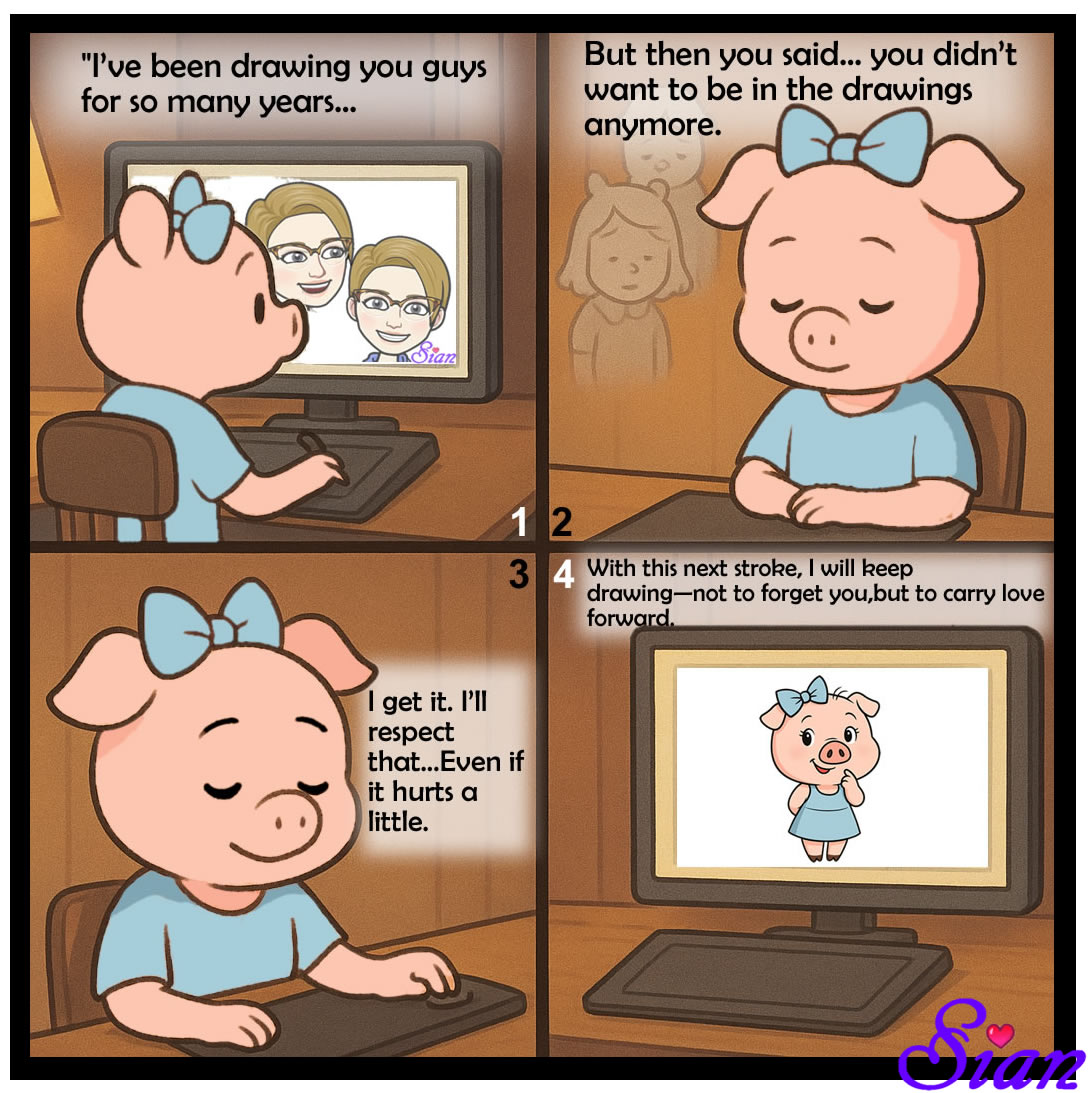 "I've been drawing you guys
for so many years...
Sian
1
But then you said... you didn't
want to be in the drawings
anymore.
2
3
I get it. I'll
respect
that...Even if
it hurts a
little.
4
With this next stroke, I will keep
drawing—not to forget you,but to carry love
forward.
Sian